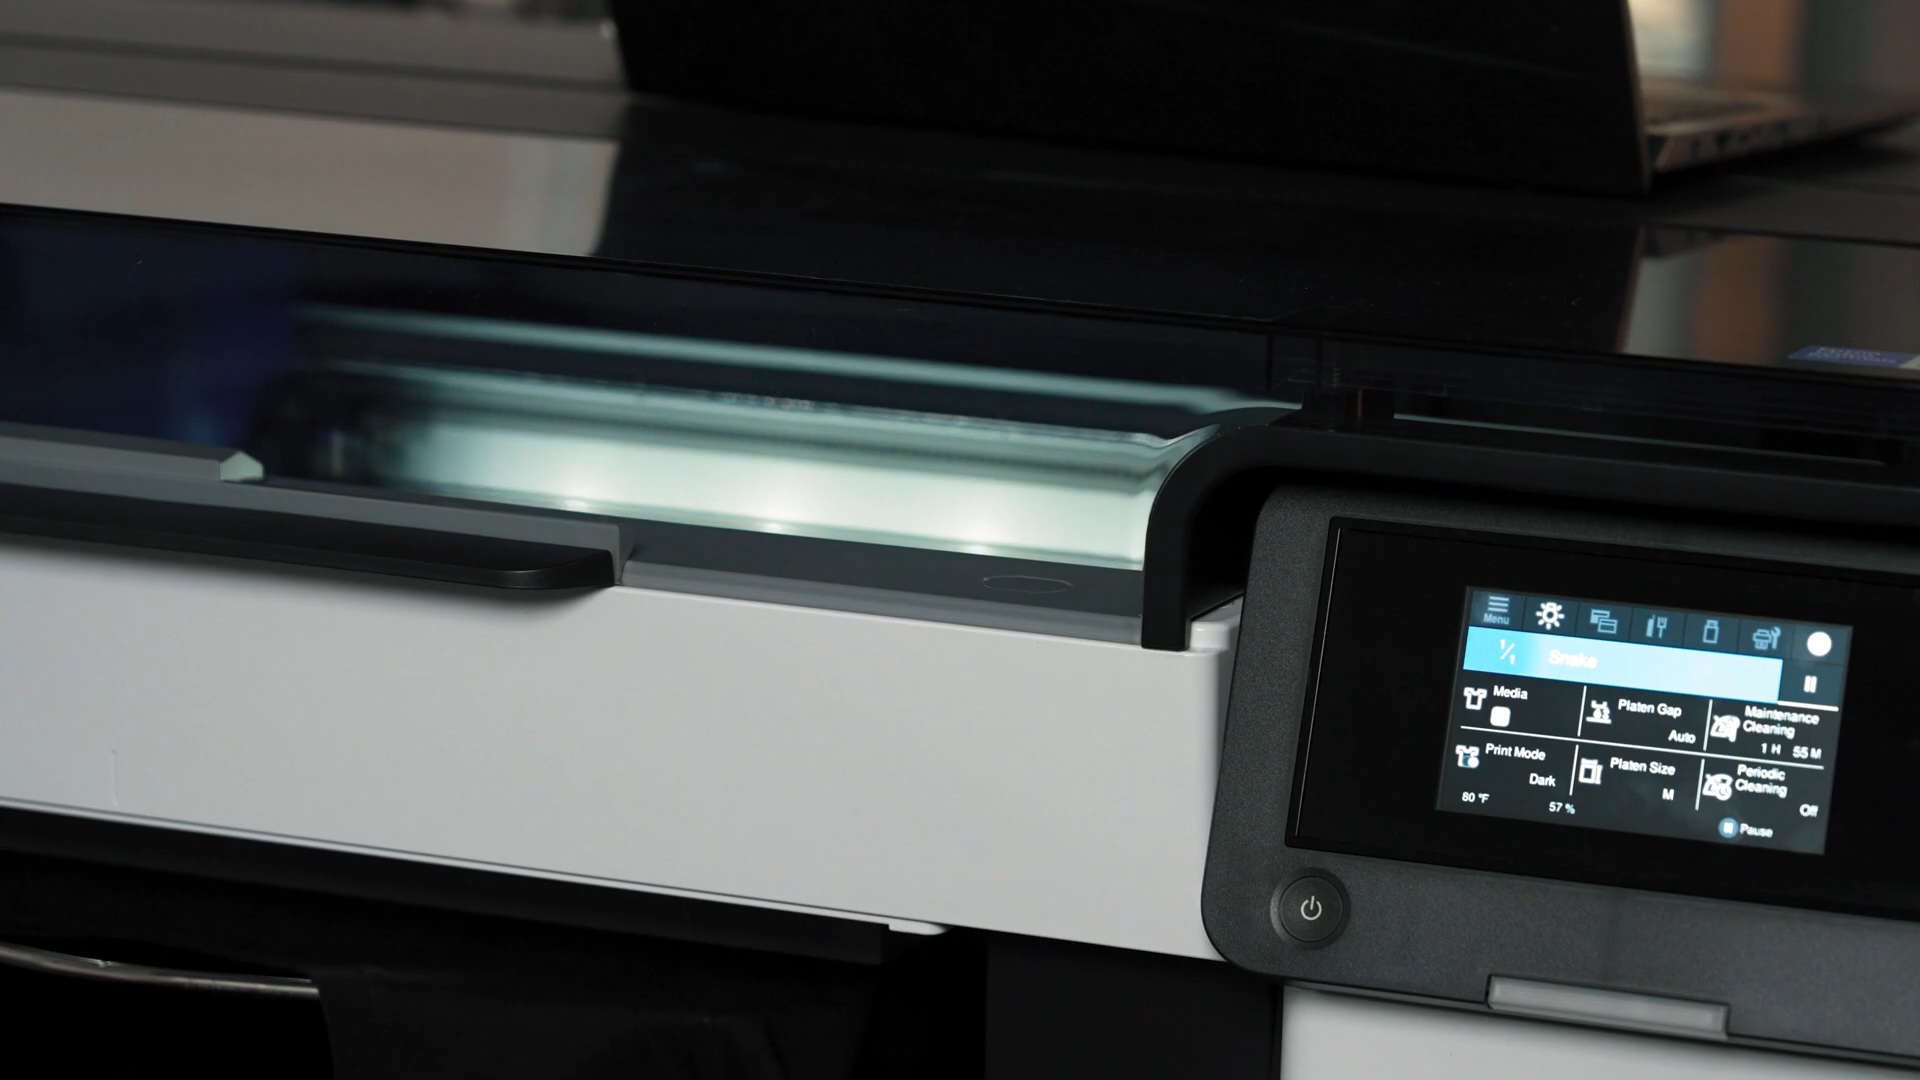 Menu
1/1 Snake
Media
Platen Gap
Auto
Maintenance
Cleaning
1 H 55 M
Print Mode
Dark
Platen Size
M
Periodic
Cleaning
Off
80 °F 57 %
Pause